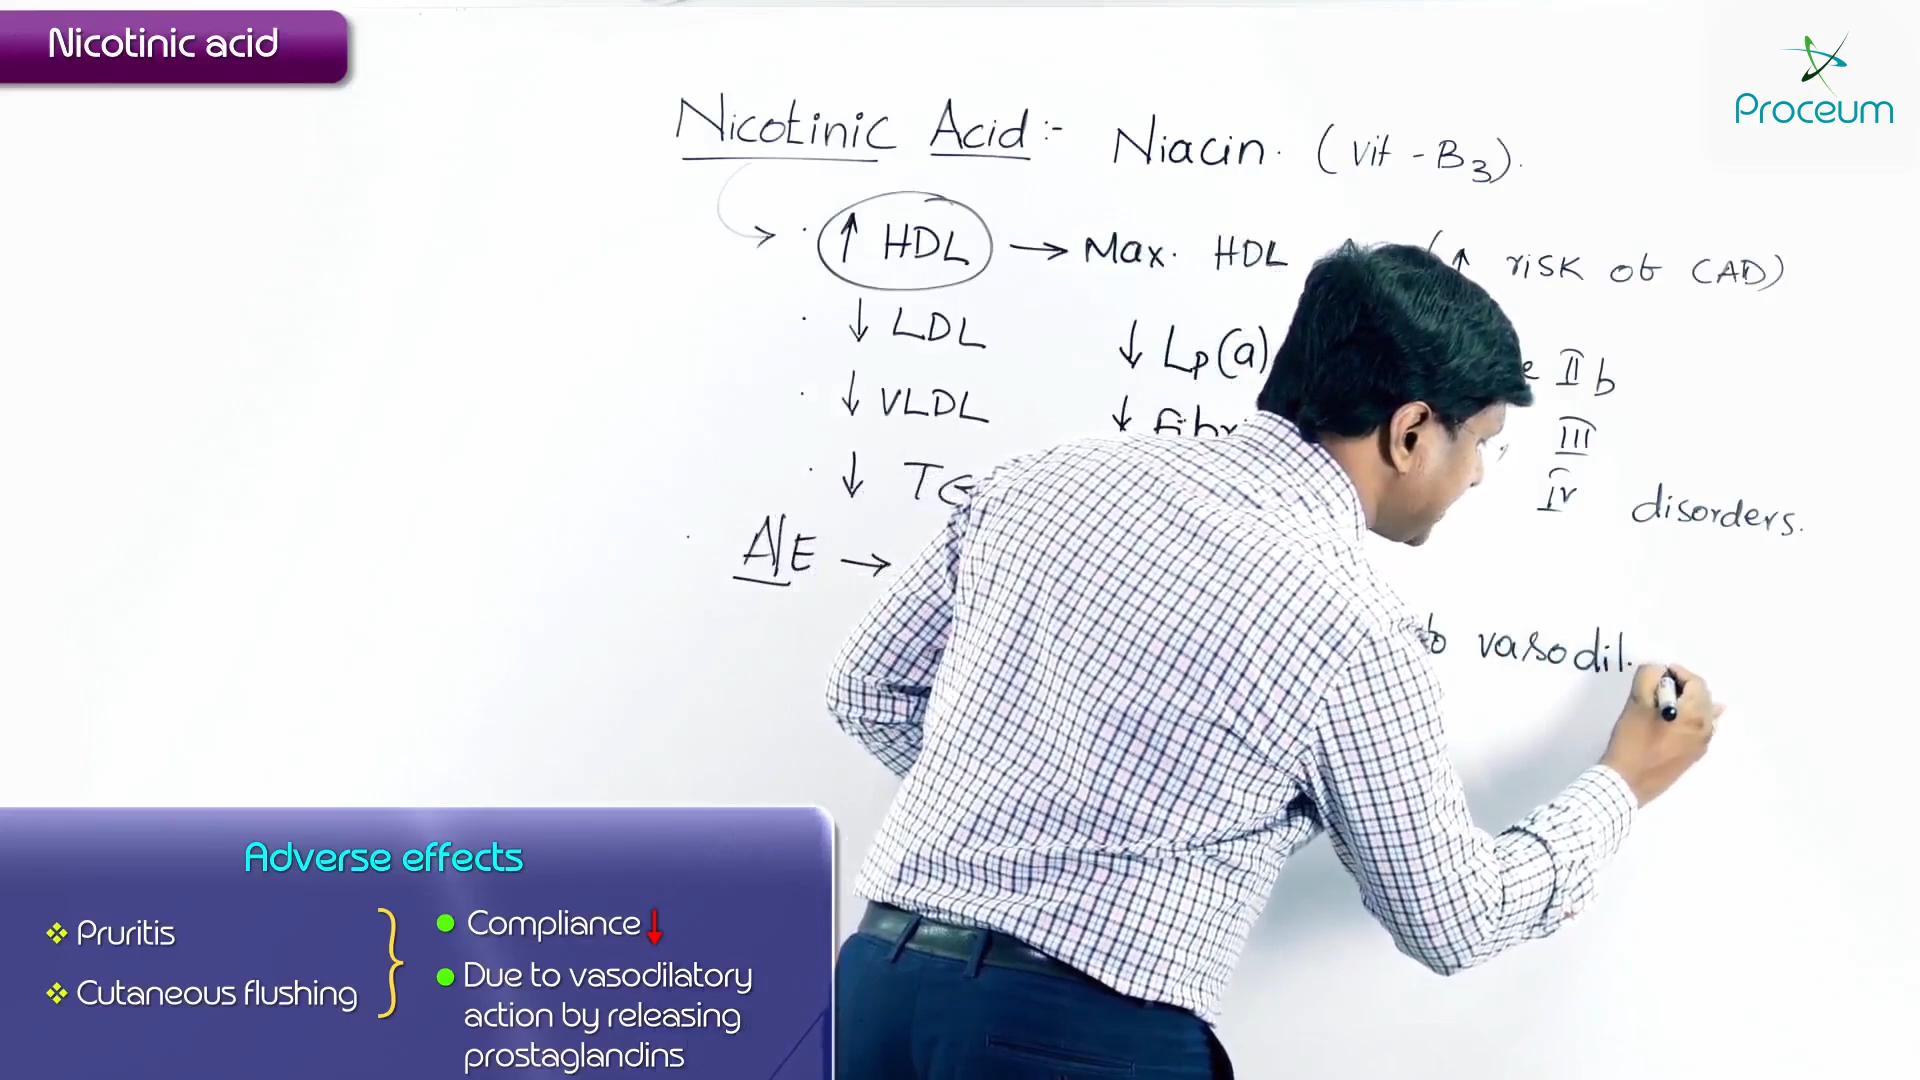 Nicotinic acid
Proceum
Nicotinic Acid :- Niacin. (vit - B3).
↑ HDL → Max. HDL ↑ risk of CAD)
↓ LDL ↓ Lp(a) II b
↓ VLDL ↓ III
↓ IV disorders.
A/E →
to vasodil.
Adverse effects
❖ Pruritis
❖ Cutaneous flushing
● Compliance ↓
● Due to vasodilatory
action by releasing
prostaglandins